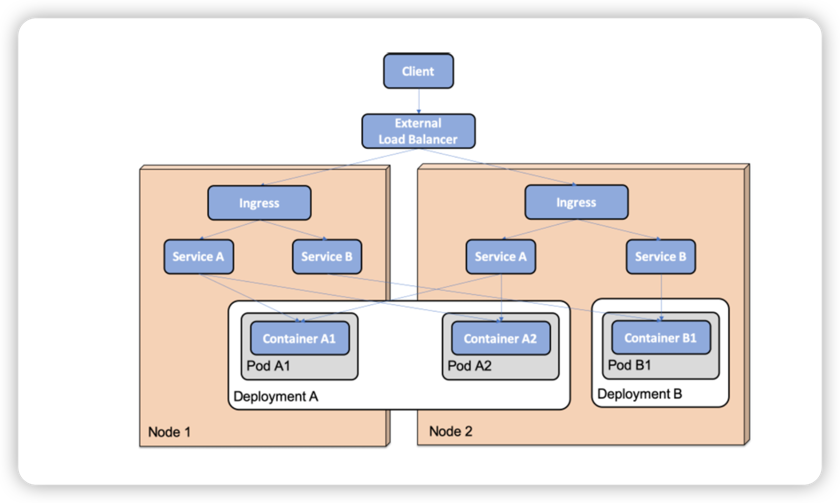 Client
External
Load Balancer
Ingress
Ingress
Service A
Service B
Service A
Service B
Container A1
Container A2
Container B1
Pod A1
Pod A2
Pod B1
Deployment A
Deployment B
Node 1
Node 2